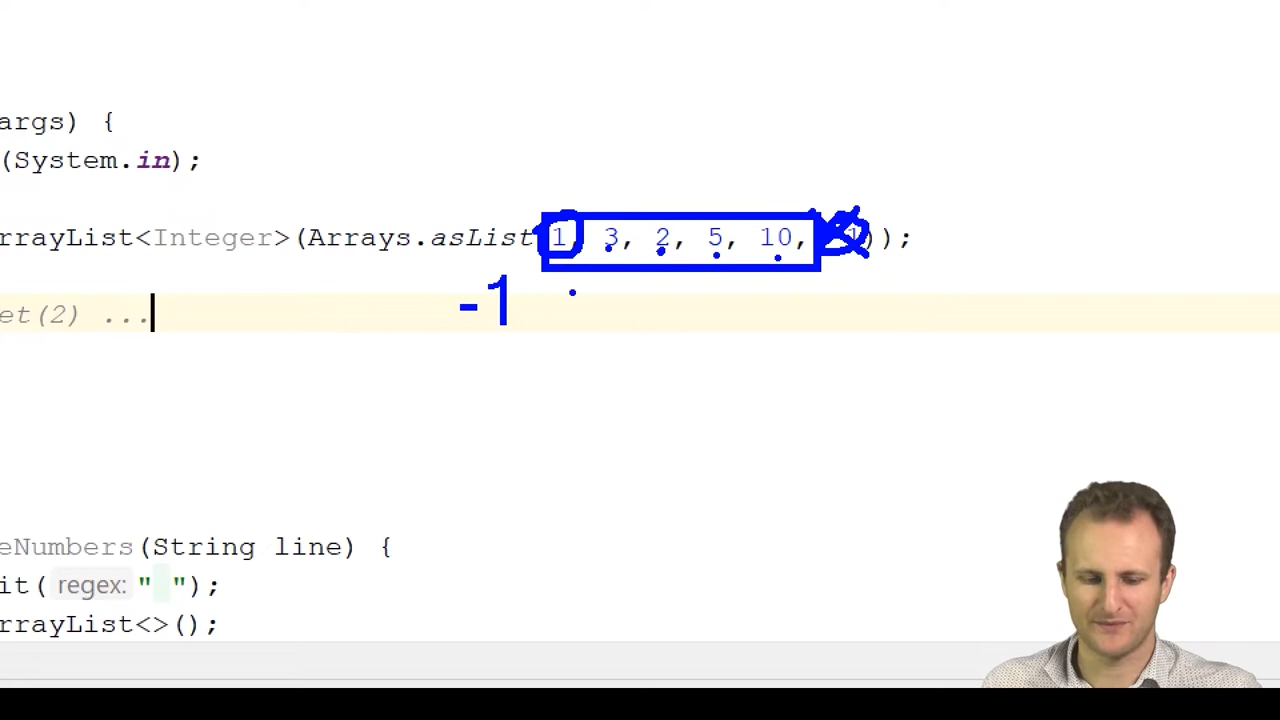 args) {
(System.in);
rrayList<Integer>(Arrays.asList 1, 3, 2, 5, 10, ));
-1
et(2) ...
eNumbers(String line) {
it( regex: " ");
rrayList<>();